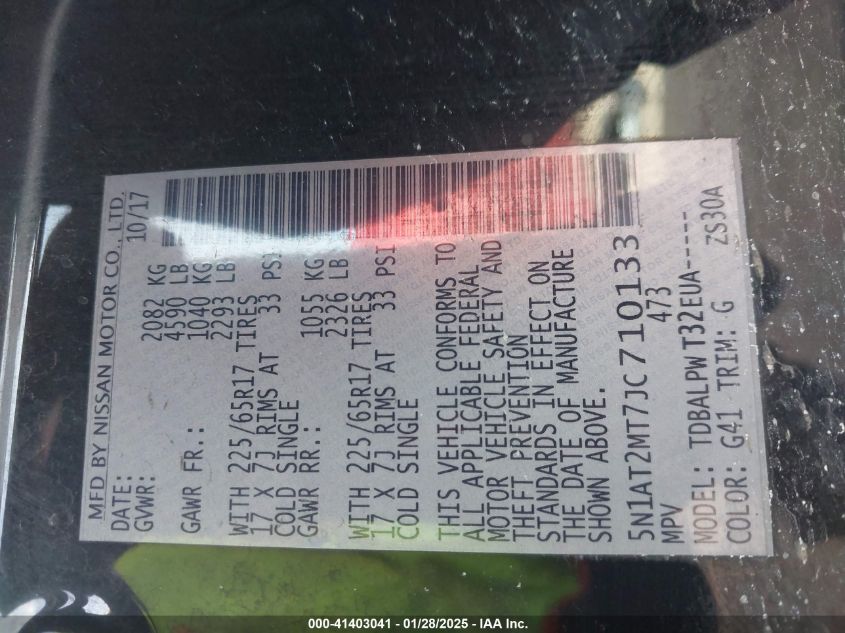 MFD BY NISSAN MOTOR CO., LTD.
DATE: 10/17
GVWR: 2082 KG
4590 LB
GAWR FR.: 1040 KG
2293 LB
WITH 225/65R17 TIRES
17 X 7J RIMS AT 33 PSI
COLD SINGLE
GAWR RR.: 1055 KG
2326 LB
WITH 225/65R17 TIRES
17 X 7J RIMS AT 33 PSI
COLD SINGLE
THIS VEHICLE CONFORMS TO
ALL APPLICABLE FEDERAL
MOTOR VEHICLE SAFETY AND
THEFT PREVENTION
STANDARDS IN EFFECT ON
THE DATE OF MANUFACTURE
SHOWN ABOVE.
5N1AT2MT7JC710133
MPV 473
MODEL: TDBALPW T32EUA-----
COLOR: G41 TRIM: G ZS30A
000-41403041 - 01/28/2025 - IAA Inc.